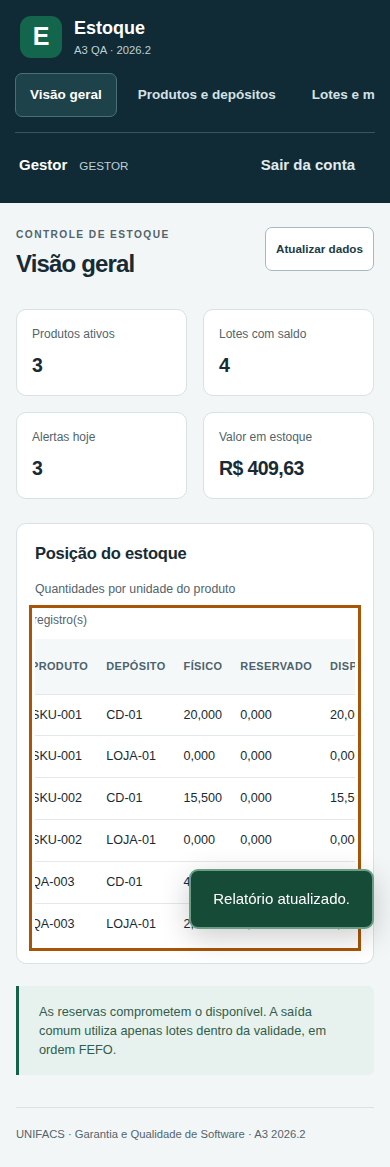 E
Estoque
A3 QA · 2026.2
Visão geral Produtos e depósitos Lotes e m
Gestor GESTOR Sair da conta
CONTROLE DE ESTOQUE
Visão geral
Atualizar dados
Produtos ativos
3
Lotes com saldo
4
Alertas hoje
3
Valor em estoque
R$ 409,63
Posição do estoque
Quantidades por unidade do produto
registro(s)
PRODUTO DEPÓSITO FÍSICO RESERVADO DISP
SKU-001 CD-01 20,000 0,000 20,0
SKU-001 LOJA-01 0,000 0,000 0,00
SKU-002 CD-01 15,500 0,000 15,5
SKU-002 LOJA-01 0,000 0,000 0,00
QA-003 CD-01 4
Relatório atualizado.
QA-003 LOJA-01 2,
As reservas comprometem o disponível. A saída
comum utiliza apenas lotes dentro da validade, em
ordem FEFO.
UNIFACS · Garantia e Qualidade de Software · A3 2026.2